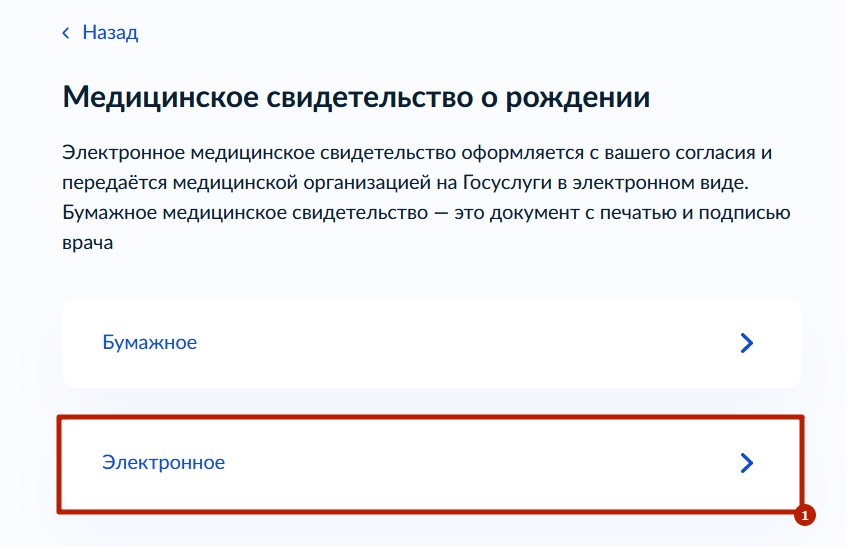 Назад
Медицинское свидетельство о рождении
Электронное медицинское свидетельство оформляется с вашего согласия и
передаётся медицинской организацией на Госуслуги в электронном виде.
Бумажное медицинское свидетельство — это документ с печатью и подписью
врача
Бумажное
Электронное
1